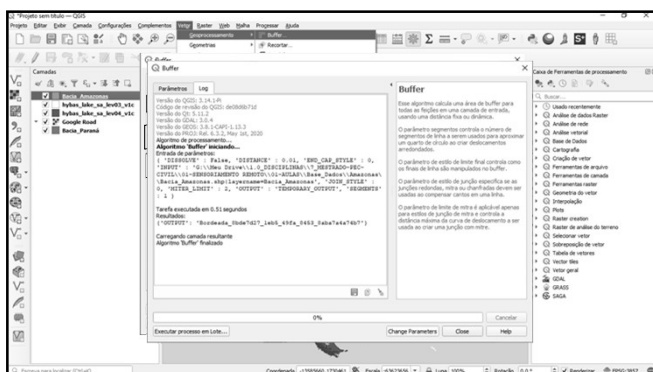 *Projeto sem título — QGIS
Projeto Editar Exibir Camada Configurações Complementos Vetor Raster Web Malha Processar Ajuda
Geoprocessamento
Buffer...
Geometrias
Recortar...
Camadas
Bacia_Amazonas
hybas_lake_sa_lev03_v1c
hybas_lake_sa_lev04_v1c
Google Road
Bacia_Paraná
Buffer
Parâmetros Log
Versão do QGIS: 3.14.1-Pi
Código de revisão do QGIS: de08d6b71d
Versão do Qt: 5.11.2
Versão do GDAL: 3.0.4
Versão do GEOS: 3.8.1-CAPI-1.13.3
Versão do PROJ: Rel. 6.3.2, May 1st, 2020
Algoritmo de processamento…
Algoritmo 'Buffer' iniciando…
Entrada de parâmetros:
{ 'DISSOLVE' : False, 'DISTANCE' : 0.01, 'END_CAP_STYLE' : 0,
'INPUT' : 'G:\\Meu Drive\\1.0_DISCIPLINAS\\7_MESTRADO-PEC-
CIVIL\\01-SENSORIAMENTO REMOTO\\01-AULAS\\Base_Dados\\Amazonas\
\Bacia_Amazonas.shp|layername=Bacia_Amazonas', 'JOIN_STYLE' :
0, 'MITER_LIMIT' : 2, 'OUTPUT' : 'TEMPORARY_OUTPUT', 'SEGMENTS'
: 1 }
Tarefa executada em 0.51 segundos
Resultados:
Carregando camada resultante
Algoritmo 'Buffer' finalizado
Buffer
Esse algoritmo calcula uma área de buffer para
todas as feições em uma camada de entrada,
usando uma distância fixa ou dinâmica.
O parâmetro segmentos controla o número de
segmentos de linha a serem usados para aproximar
um quarto de círculo ao criar deslocamentos
arredondados.
O parâmetro de estilo de limite final controla como
os finais de linha são manipulados no buffer.
O parâmetro de estilo de junção especifica se as
junções redondas, mitra ou chanfradas devem ser
usadas ao compensar cantos em uma linha.
O parâmetro de limite de mitra é aplicável apenas
para estilos de junção de mitra e controla a
distância máxima da curva de deslocamento a ser
usada ao criar uma junção com mitre.
0%
Cancelar
Executar processo em Lote...
Change Parameters Close Help
Caixa de Ferramentas de processamento
Buscar...
Usado recentemente
Análise de dados Raster
Análise de rede
Análise vetorial
Base de Dados
Cartografia
Criação de vetor
Ferramentas de arquivo
Ferramentas de camada
Ferramentas raster
Geometria do vetor
Interpolação
Plots
Raster creation
Raster de análise do terreno
Selecionar vetor
Sobreposição de vetor
Tabela de vetores
Vector tiles
Vetor geral
GDAL
GRASS
SAGA
Lupa 100% Rotação 0,0 ° Renderizar EPSG:3857